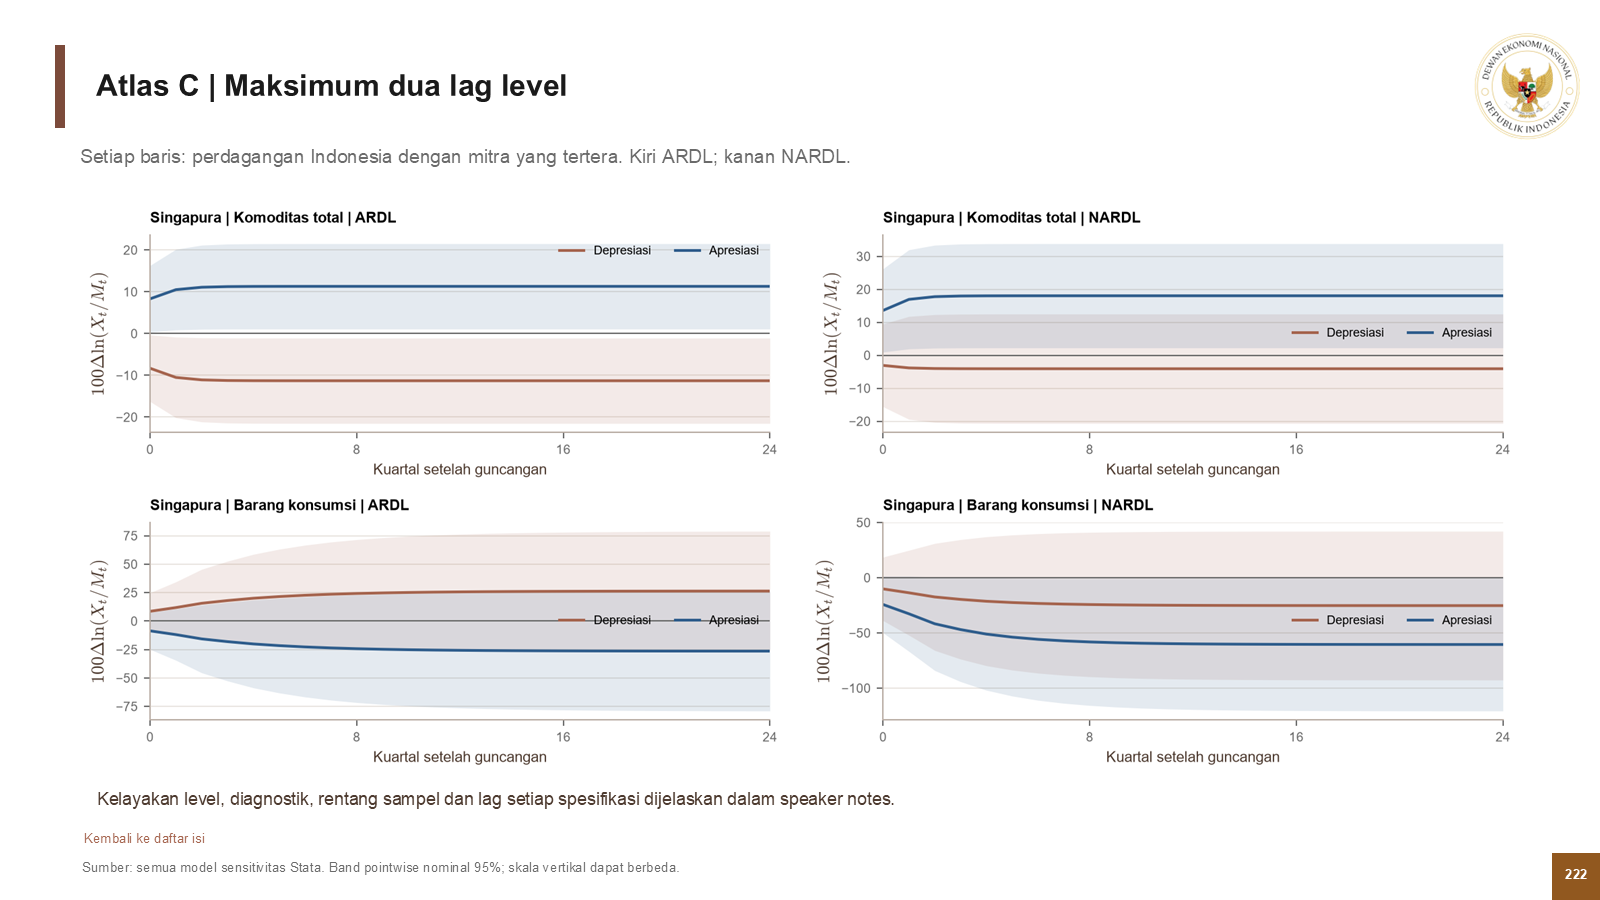 Atlas C | Maksimum dua lag level
DEWAN EKONOMI NASIONAL
REPUBLIK INDONESIA
Setiap baris: perdagangan Indonesia dengan mitra yang tertera. Kiri ARDL; kanan NARDL.
Singapura | Komoditas total | ARDL
100Δln(Xₜ/Mₜ)
20
10
0
−10
−20
Depresiasi Apresiasi
0 8 16 24
Kuartal setelah guncangan
Singapura | Komoditas total | NARDL
100Δln(Xₜ/Mₜ)
30
20
10
0
−10
−20
Depresiasi Apresiasi
0 8 16 24
Kuartal setelah guncangan
Singapura | Barang konsumsi | ARDL
100Δln(Xₜ/Mₜ)
75
50
25
0
−25
−50
−75
Depresiasi Apresiasi
0 8 16 24
Kuartal setelah guncangan
Singapura | Barang konsumsi | NARDL
100Δln(Xₜ/Mₜ)
50
0
−50
−100
Depresiasi Apresiasi
0 8 16 24
Kuartal setelah guncangan
Kelayakan level, diagnostik, rentang sampel dan lag setiap spesifikasi dijelaskan dalam speaker notes.
Kembali ke daftar isi
Sumber: semua model sensitivitas Stata. Band pointwise nominal 95%; skala vertikal dapat berbeda.
222